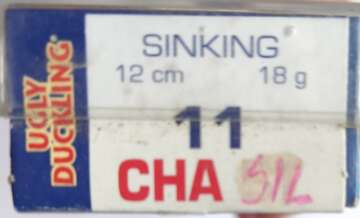 UGLY
DUCKLING
SINKING
12 cm 18 g
11
CHA SIL